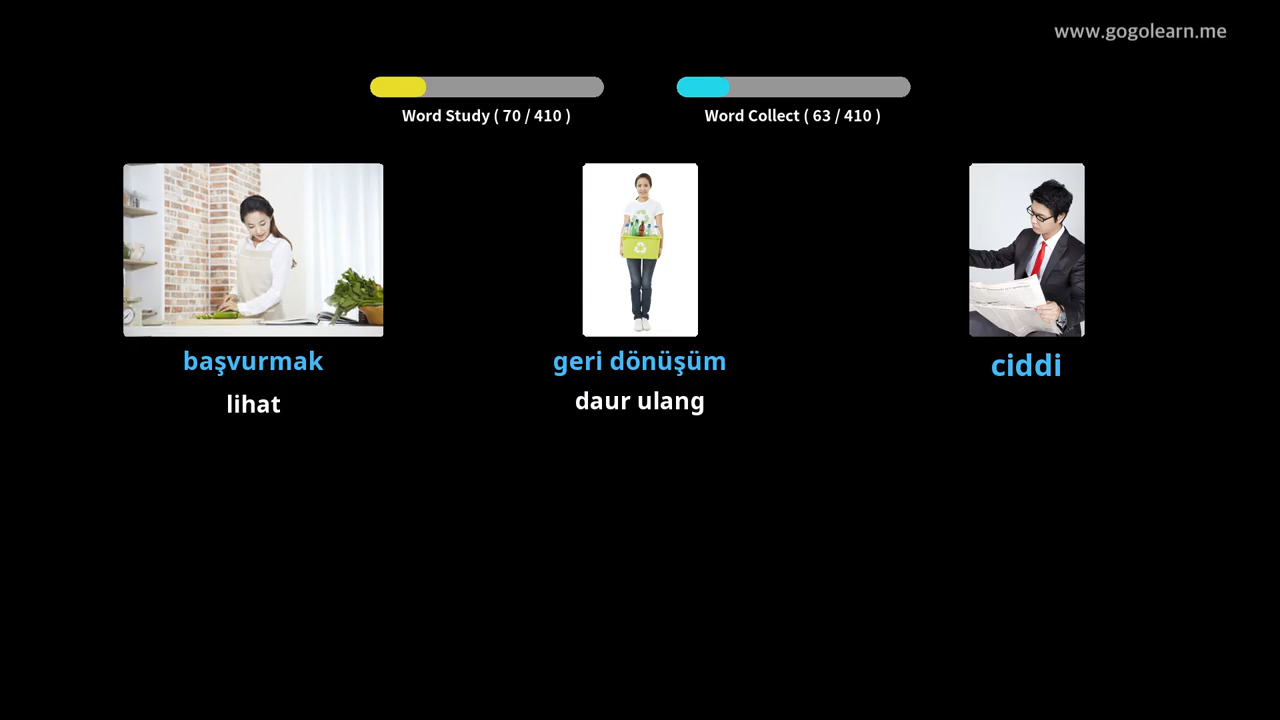 www.gogolearn.me
Word Study ( 70 / 410 )
Word Collect ( 63 / 410 )
başvurmak
lihat
geri dönüşüm
daur ulang
ciddi